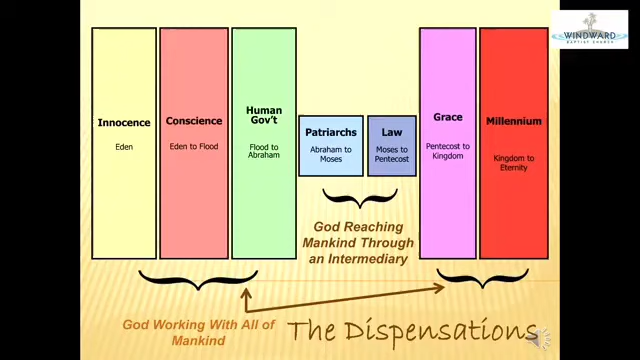 WINDWARD
BAPTIST CHURCH
Innocence
Eden
Conscience
Eden to Flood
Human
Gov't
Flood to
Abraham
Patriarchs
Abraham to
Moses
Law
Moses to
Pentecost
Grace
Pentecost to
Kingdom
Millennium
Kingdom to
Eternity
God Reaching
Mankind Through
an Intermediary
God Working With All of
Mankind
The Dispensations